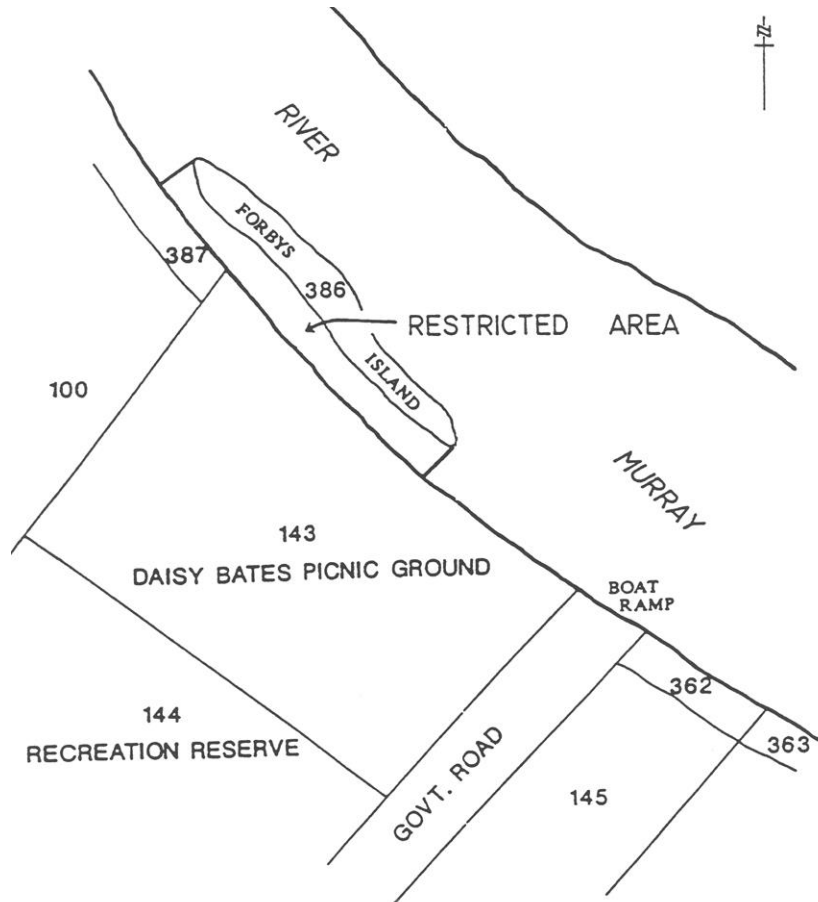 N
RIVER
FORBYS
387
386
RESTRICTED AREA
ISLAND
100
MURRAY
143
DAISY BATES PICNIC GROUND
BOAT
RAMP
362
144
RECREATION RESERVE
363
GOVT. ROAD
145